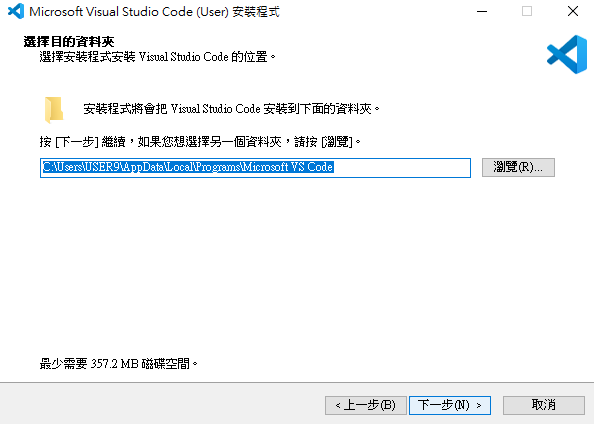 Microsoft Visual Studio Code (User) 安裝程式
選擇目的資料夾
選擇安裝程式安裝 Visual Studio Code 的位置。
安裝程式將會把 Visual Studio Code 安裝到下面的資料夾。
按 [下一步] 繼續，如果您想選擇另一個資料夾，請按 [瀏覽]。
C:\Users\USER9\AppData\Local\Programs\Microsoft VS Code
瀏覽(R)...
最少需要 357.2 MB 磁碟空間。
< 上一步(B)
下一步(N) >
取消